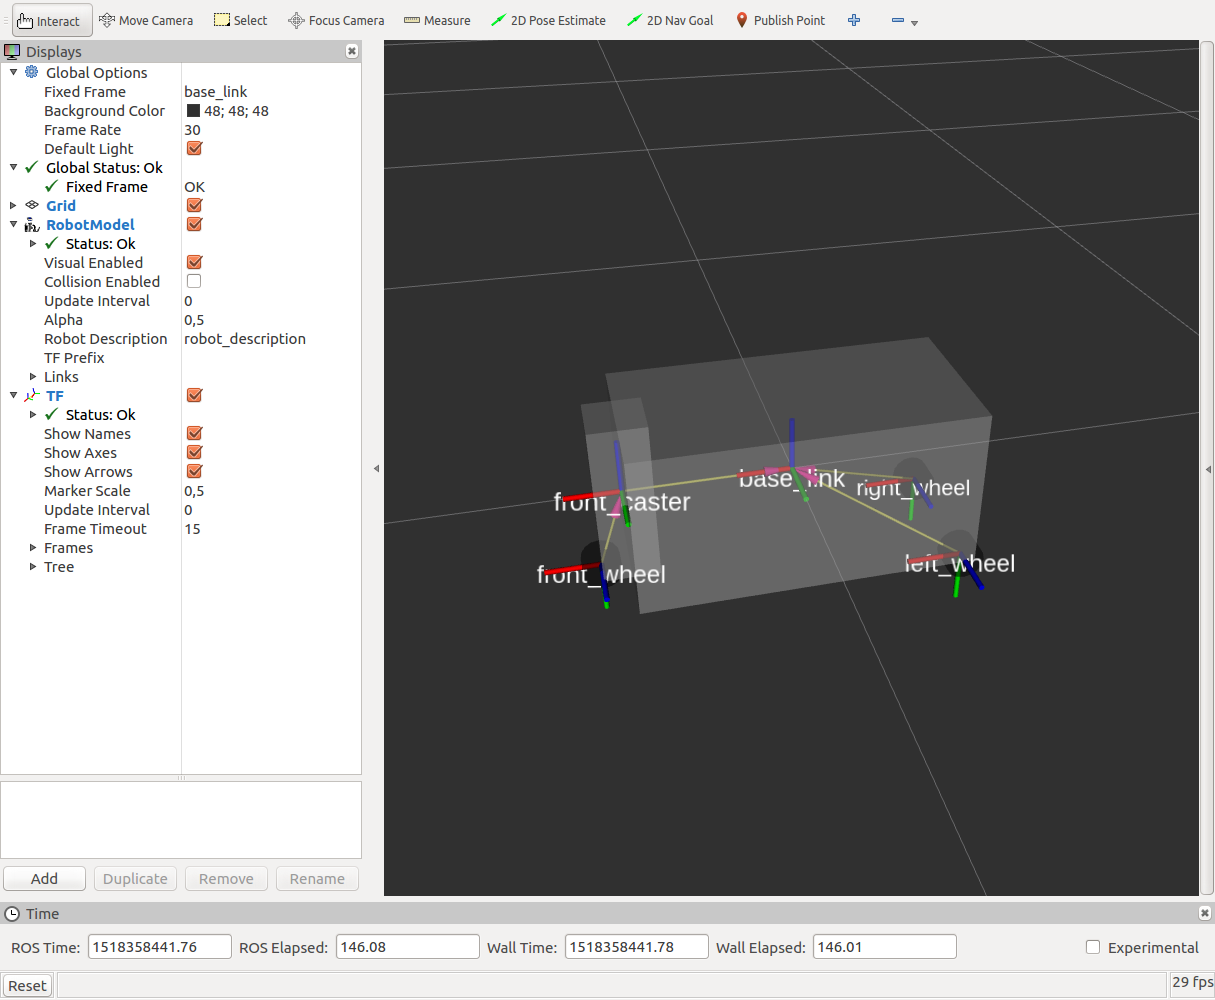 Interact Move Camera Select Focus Camera Measure 2D Pose Estimate 2D Nav Goal Publish Point
Displays
Global Options
Fixed Frame base_link
Background Color 48; 48; 48
Frame Rate 30
Default Light
Global Status: Ok
Fixed Frame OK
Grid
RobotModel
Status: Ok
Visual Enabled
Collision Enabled
Update Interval 0
Alpha 0,5
Robot Description robot_description
TF Prefix
Links
TF
Status: Ok
Show Names
Show Axes
Show Arrows
Marker Scale 0,5
Update Interval 0
Frame Timeout 15
Frames
Tree
base_link
right_wheel
front_caster
left_wheel
front_wheel
Add Duplicate Remove Rename
Time
ROS Time: 1518358441.76 ROS Elapsed: 146.08 Wall Time: 1518358441.78 Wall Elapsed: 146.01 Experimental
Reset 29 fps